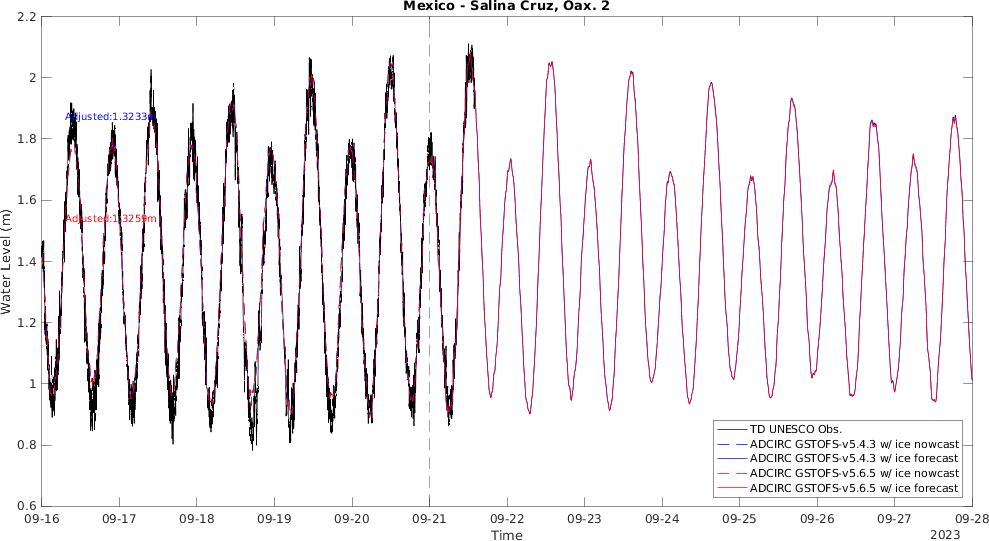 Mexico - Salina Cruz, Oax. 2
2.2
2
1.8
1.6
1.4
1.2
1
0.8
0.6
Water Level (m)
Adjusted:1.3233m
Adjusted:1.3259m
TD UNESCO Obs.
ADCIRC GSTOFS-v5.4.3 w/ ice nowcast
ADCIRC GSTOFS-v5.4.3 w/ ice forecast
ADCIRC GSTOFS-v5.6.5 w/ ice nowcast
ADCIRC GSTOFS-v5.6.5 w/ ice forecast
09-16 09-17 09-18 09-19 09-20 09-21 09-22 09-23 09-24 09-25 09-26 09-27 09-28
Time
2023